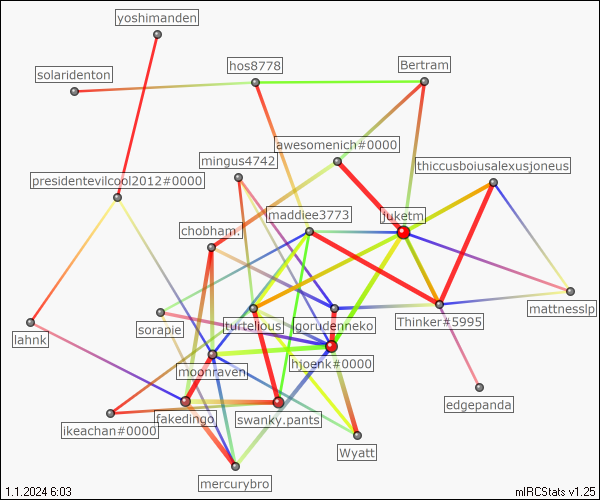 yoshimanden
solaridenton
hos8778
Bertram
awesomenich#0000
mingus4742
thiccusboiusalexusjoneus
presidentevilcool2012#0000
maddiee3773
juketm
chobham.
mattnesslp
turtelious
gorudenneko
Thinker#5995
sorapie
lahnk
hjoenk#0000
moonraven
edgepanda
ikeachan#0000
fakedingo
swanky.pants
Wyatt
mercurybro
1.1.2024 6:03
mIRCStats v1.25